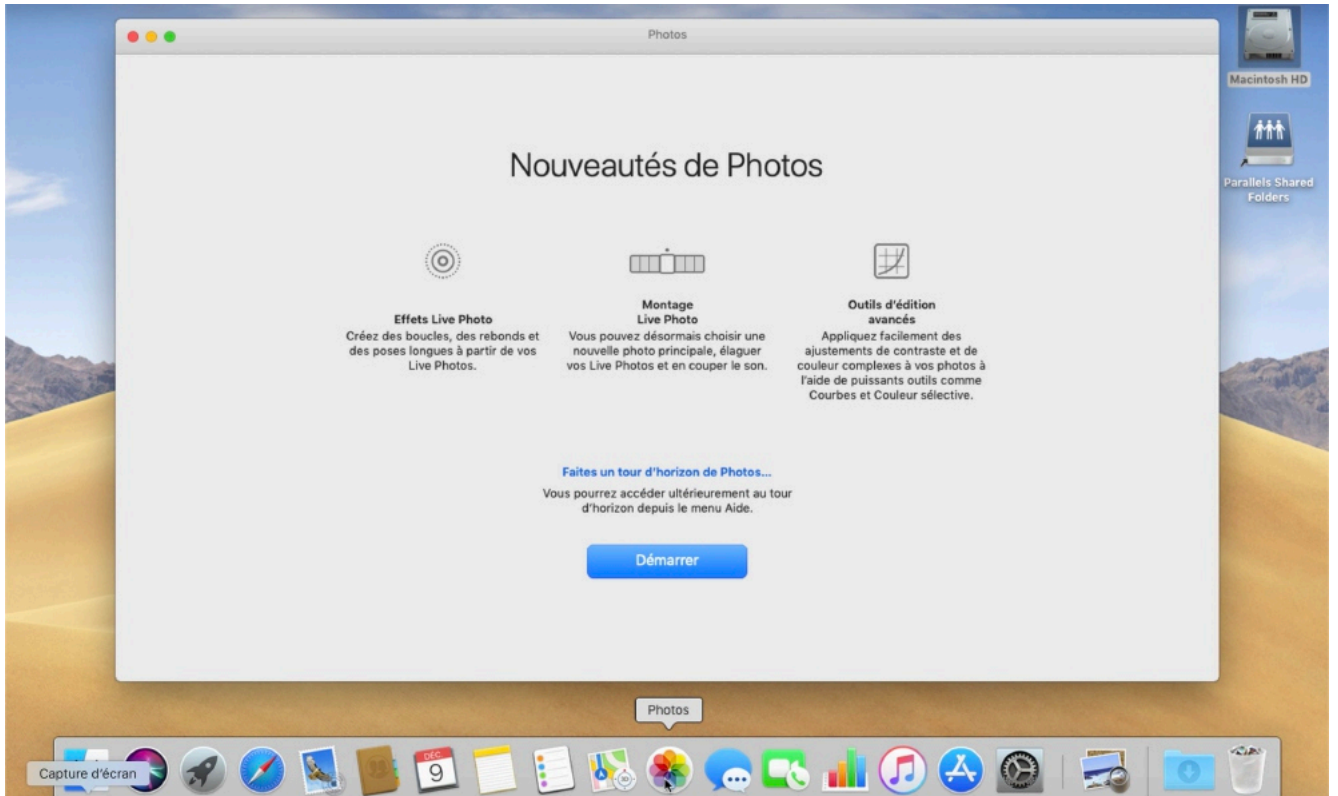 Photos
Macintosh HD
Parallels Shared
Folders
Nouveautés de Photos
Effets Live Photo
Créez des boucles, des rebonds et
des poses longues à partir de vos
Live Photos.
Montage
Live Photo
Vous pouvez désormais choisir une
nouvelle photo principale, élaguer
vos Live Photos et en couper le son.
Outils d'édition
avancés
Appliquez facilement des
ajustements de contraste et de
couleur complexes à vos photos à
l'aide de puissants outils comme
Courbes et Couleur sélective.
Faites un tour d'horizon de Photos...
Vous pourrez accéder ultérieurement au tour
d'horizon depuis le menu Aide.
Démarrer
Photos
DÉC
9
3D
Capture d'écran